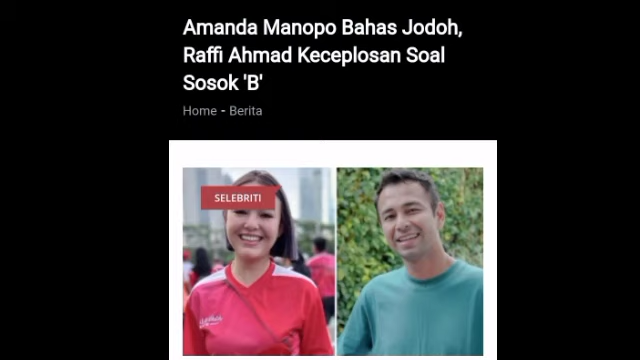 Amanda Manopo Bahas Jodoh,
Raffi Ahmad Keceplosan Soal
Sosok 'B'
Home - Berita
SELEBRITI